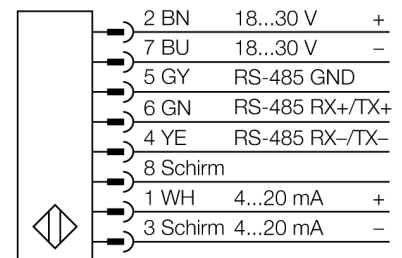 2 BN 18...30 V +
7 BU 18...30 V –
5 GY RS-485 GND
6 GN RS-485 RX+/TX+
4 YE RS-485 RX–/TX–
8 Schirm
1 WH 4...20 mA +
3 Schirm 4...20 mA –